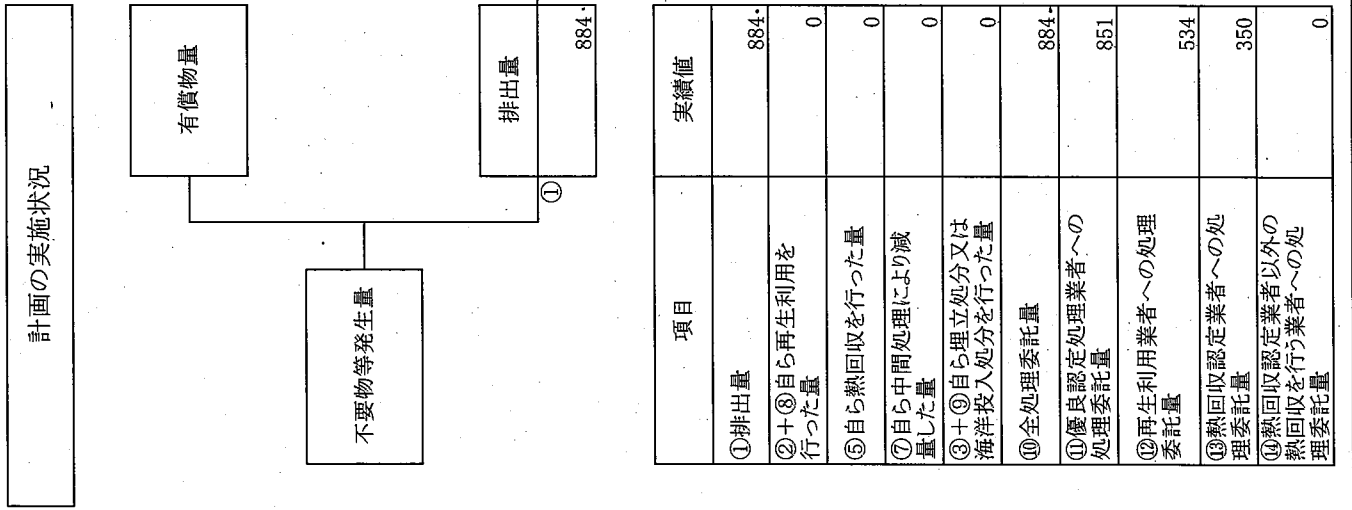 計画の実施状況
有償物量
不要物等発生量
排出量
①
884.
項目
実績値
①排出量
884.
②+⑧自ら再生利用を
行った量
0
⑤自ら熱回収を行った量
0
⑦自ら中間処理により減
量した量
0
③+⑨自ら埋立処分又は
海洋投入処分を行った量
0
⑩全処理委託量
884.
⑪優良認定処理業者への
処理委託量
851
⑫再生利用業者への処理
委託量
534
⑬熱回収認定業者への処
理委託量
350
⑭熱回収認定業者以外の
熱回収を行う業者への処
理委託量
0